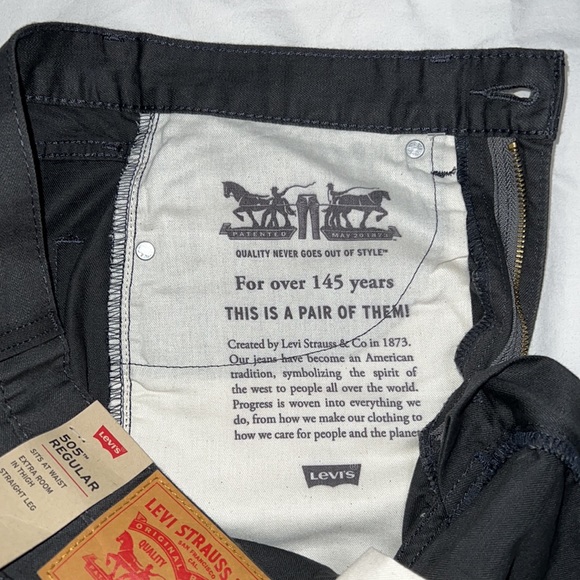 PATENTED MAY 20 1873
QUALITY NEVER GOES OUT OF STYLE™
For over 145 years
THIS IS A PAIR OF THEM!
Created by Levi Strauss & Co in 1873.
Our jeans have become an American
tradition, symbolizing the spirit of
the west to people all over the world.
Progress is woven into everything we
do, from how we make our clothing to
how we care for people and the planet
LEVI'S
LEVI'S
505™
REGULAR
SITS AT WAIST
EXTRA ROOM
IN THIGH
STRAIGHT LEG
LEVI STRAUSS
SAN FRANCISCO
CAL.
ORIGINAL
QUALITY